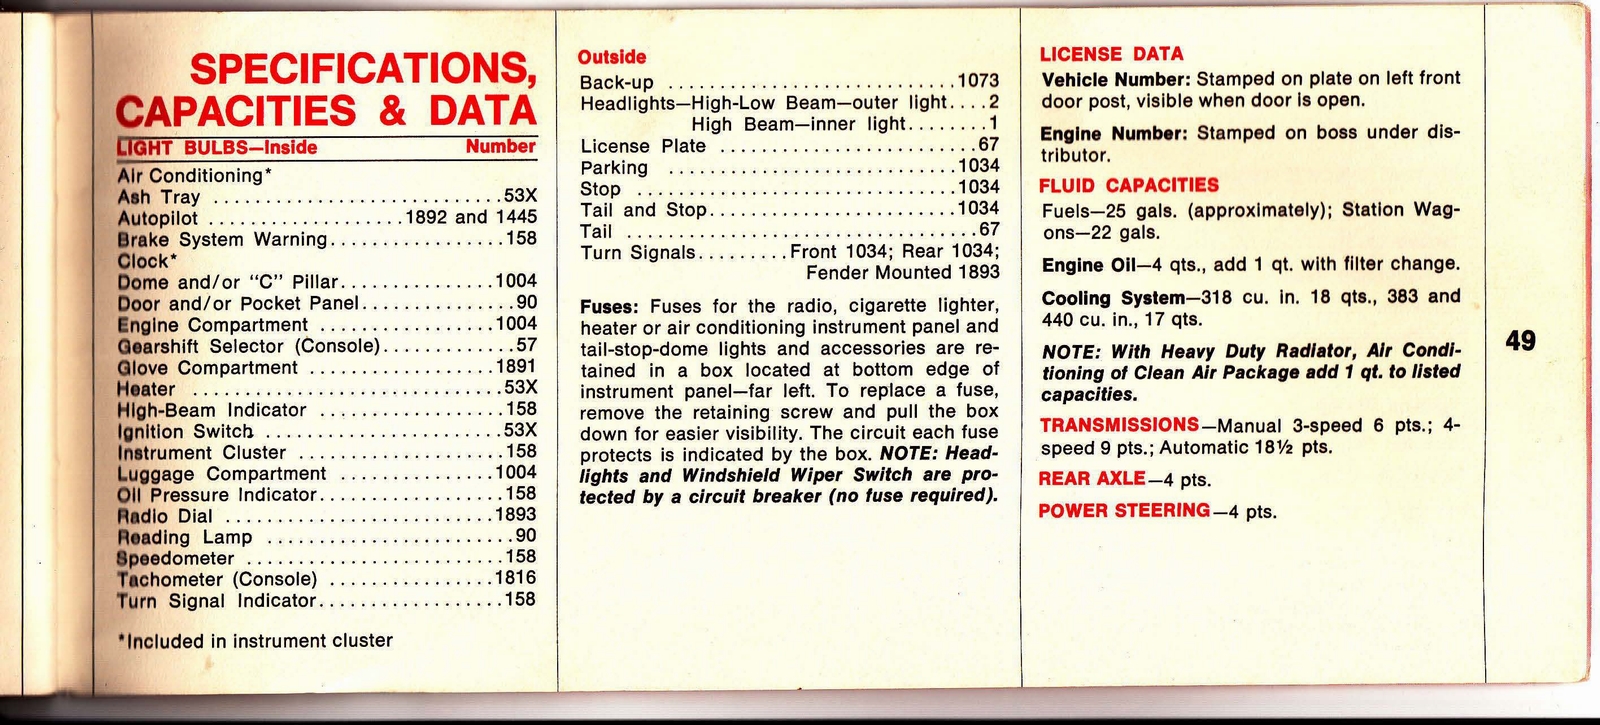 SPECIFICATIONS,
CAPACITIES & DATA
LIGHT BULBS—Inside Number
Air Conditioning*
Ash Tray ............................53X
Autopilot ...................1892 and 1445
Brake System Warning.................158
Clock*
Dome and/or "C" Pillar...............1004
Door and/or Pocket Panel...............90
Engine Compartment .................1004
Gearshift Selector (Console).............57
Glove Compartment ..................1891
Heater ..............................53X
High-Beam Indicator ..................158
Ignition Switch .......................53X
Instrument Cluster ....................158
Luggage Compartment ...............1004
Oil Pressure Indicator..................158
Radio Dial ..........................1893
Reading Lamp ........................90
Speedometer .........................158
Tachometer (Console) ................1816
Turn Signal Indicator..................158
*Included in instrument cluster
Outside
Back-up ............................1073
Headlights—High-Low Beam—outer light....2
High Beam—inner light........1
License Plate .........................67
Parking ............................1034
Stop ...............................1034
Tail and Stop........................1034
Tail ..................................67
Turn Signals.........Front 1034; Rear 1034;
Fender Mounted 1893
Fuses: Fuses for the radio, cigarette lighter,
heater or air conditioning instrument panel and
tail-stop-dome lights and accessories are re-
tained in a box located at bottom edge of
instrument panel—far left. To replace a fuse,
remove the retaining screw and pull the box
down for easier visibility. The circuit each fuse
protects is indicated by the box. NOTE: Head-
lights and Windshield Wiper Switch are pro-
tected by a circuit breaker (no fuse required).
LICENSE DATA
Vehicle Number: Stamped on plate on left front
door post, visible when door is open.
Engine Number: Stamped on boss under dis-
tributor.
FLUID CAPACITIES
Fuels—25 gals. (approximately); Station Wag-
ons—22 gals.
Engine Oil—4 qts., add 1 qt. with filter change.
Cooling System—318 cu. in. 18 qts., 383 and
440 cu. in., 17 qts.
NOTE: With Heavy Duty Radiator, Air Condi-
tioning of Clean Air Package add 1 qt. to listed
capacities.
TRANSMISSIONS—Manual 3-speed 6 pts.; 4-
speed 9 pts.; Automatic 18½ pts.
REAR AXLE—4 pts.
POWER STEERING—4 pts.
49